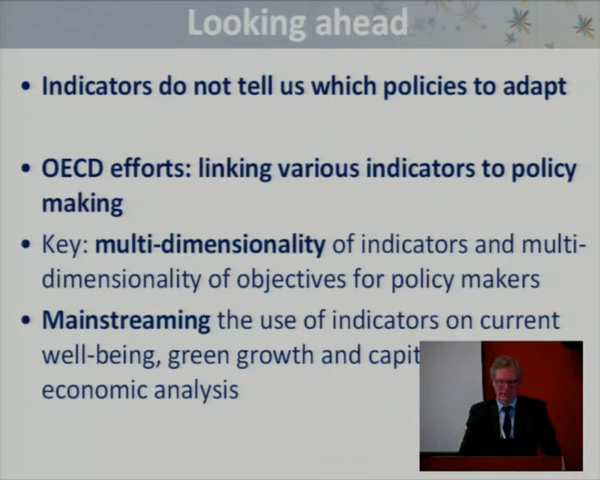 Looking ahead
• Indicators do not tell us which policies to adapt
• OECD efforts: linking various indicators to policy
making
• Key: multi-dimensionality of indicators and multi-
dimensionality of objectives for policy makers
• Mainstreaming the use of indicators on current
well-being, green growth and
economic analysis